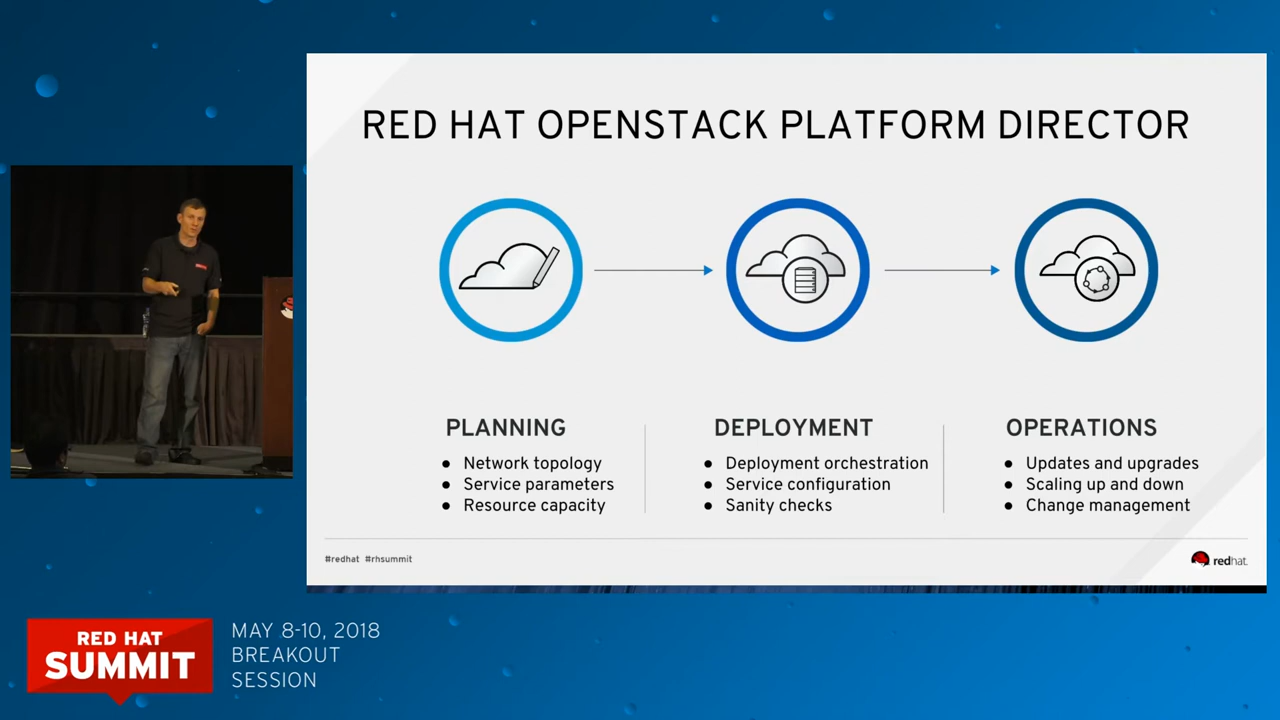 RED HAT OPENSTACK PLATFORM DIRECTOR
PLANNING
● Network topology
● Service parameters
● Resource capacity
DEPLOYMENT
● Deployment orchestration
● Service configuration
● Sanity checks
OPERATIONS
● Updates and upgrades
● Scaling up and down
● Change management
#redhat #rhsummit
redhat.
RED HAT
SUMMIT
MAY 8-10, 2018
BREAKOUT
SESSION